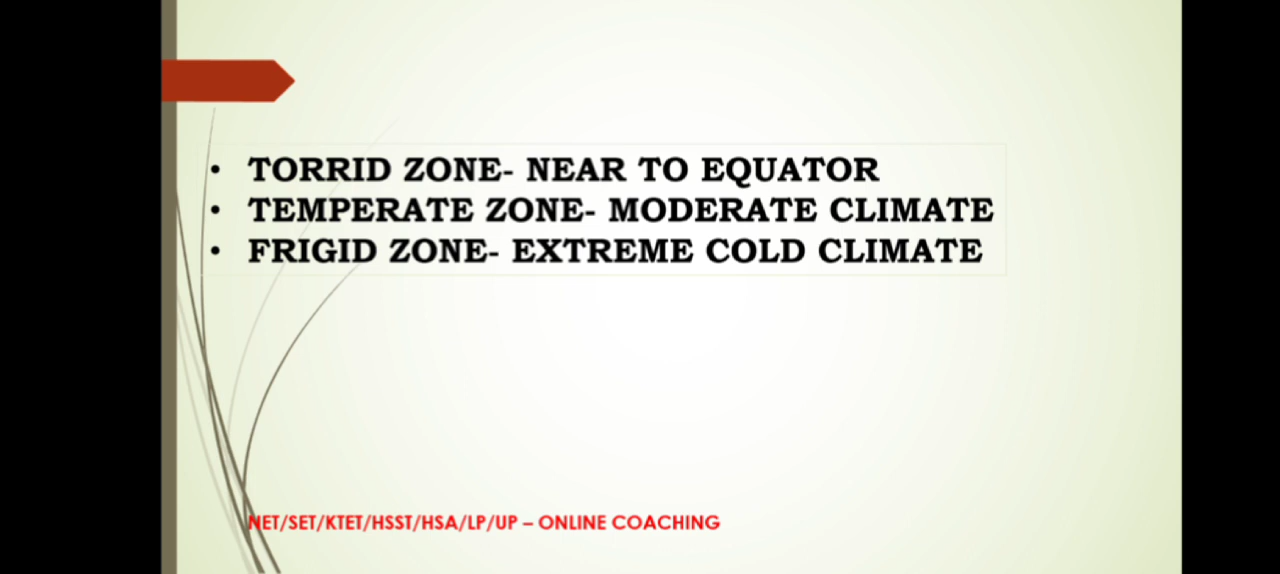 • TORRID ZONE- NEAR TO EQUATOR
• TEMPERATE ZONE- MODERATE CLIMATE
• FRIGID ZONE- EXTREME COLD CLIMATE
NET/SET/KTET/HSST/HSA/LP/UP – ONLINE COACHING